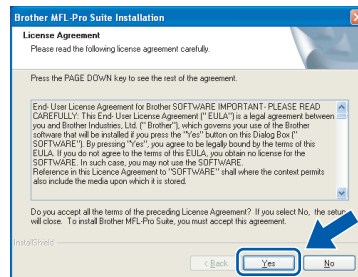 Brother MFL-Pro Suite Installation
License Agreement
Please read the following license agreement carefully.
Press the PAGE DOWN key to see the rest of the agreement.
End- User License Agreement for Brother SOFTWARE IMPORTANT- PLEASE READ
CAREFULLY: This End- User License Agreement (" EULA") is a legal agreement between
you and Brother Industries, Ltd. (" Brother"), which governs your use of the Brother
software that will be installed if you press the "Yes" button on this Dialog Box ("
SOFTWARE"). By pressing "Yes", you agree to be legally bound by the terms of this
EULA. If you do not agree to the terms of this EULA, you obtain no license for the
SOFTWARE. In such case, you may not use the SOFTWARE.
Reference in this License Agreement to "SOFTWARE" shall where the context permits
also include the media upon which it is stored.
Do you accept all the terms of the preceding License Agreement? If you select No, the setup
will close. To install Brother MFL-Pro Suite, you must accept this agreement.
InstallShield
< Back Yes No